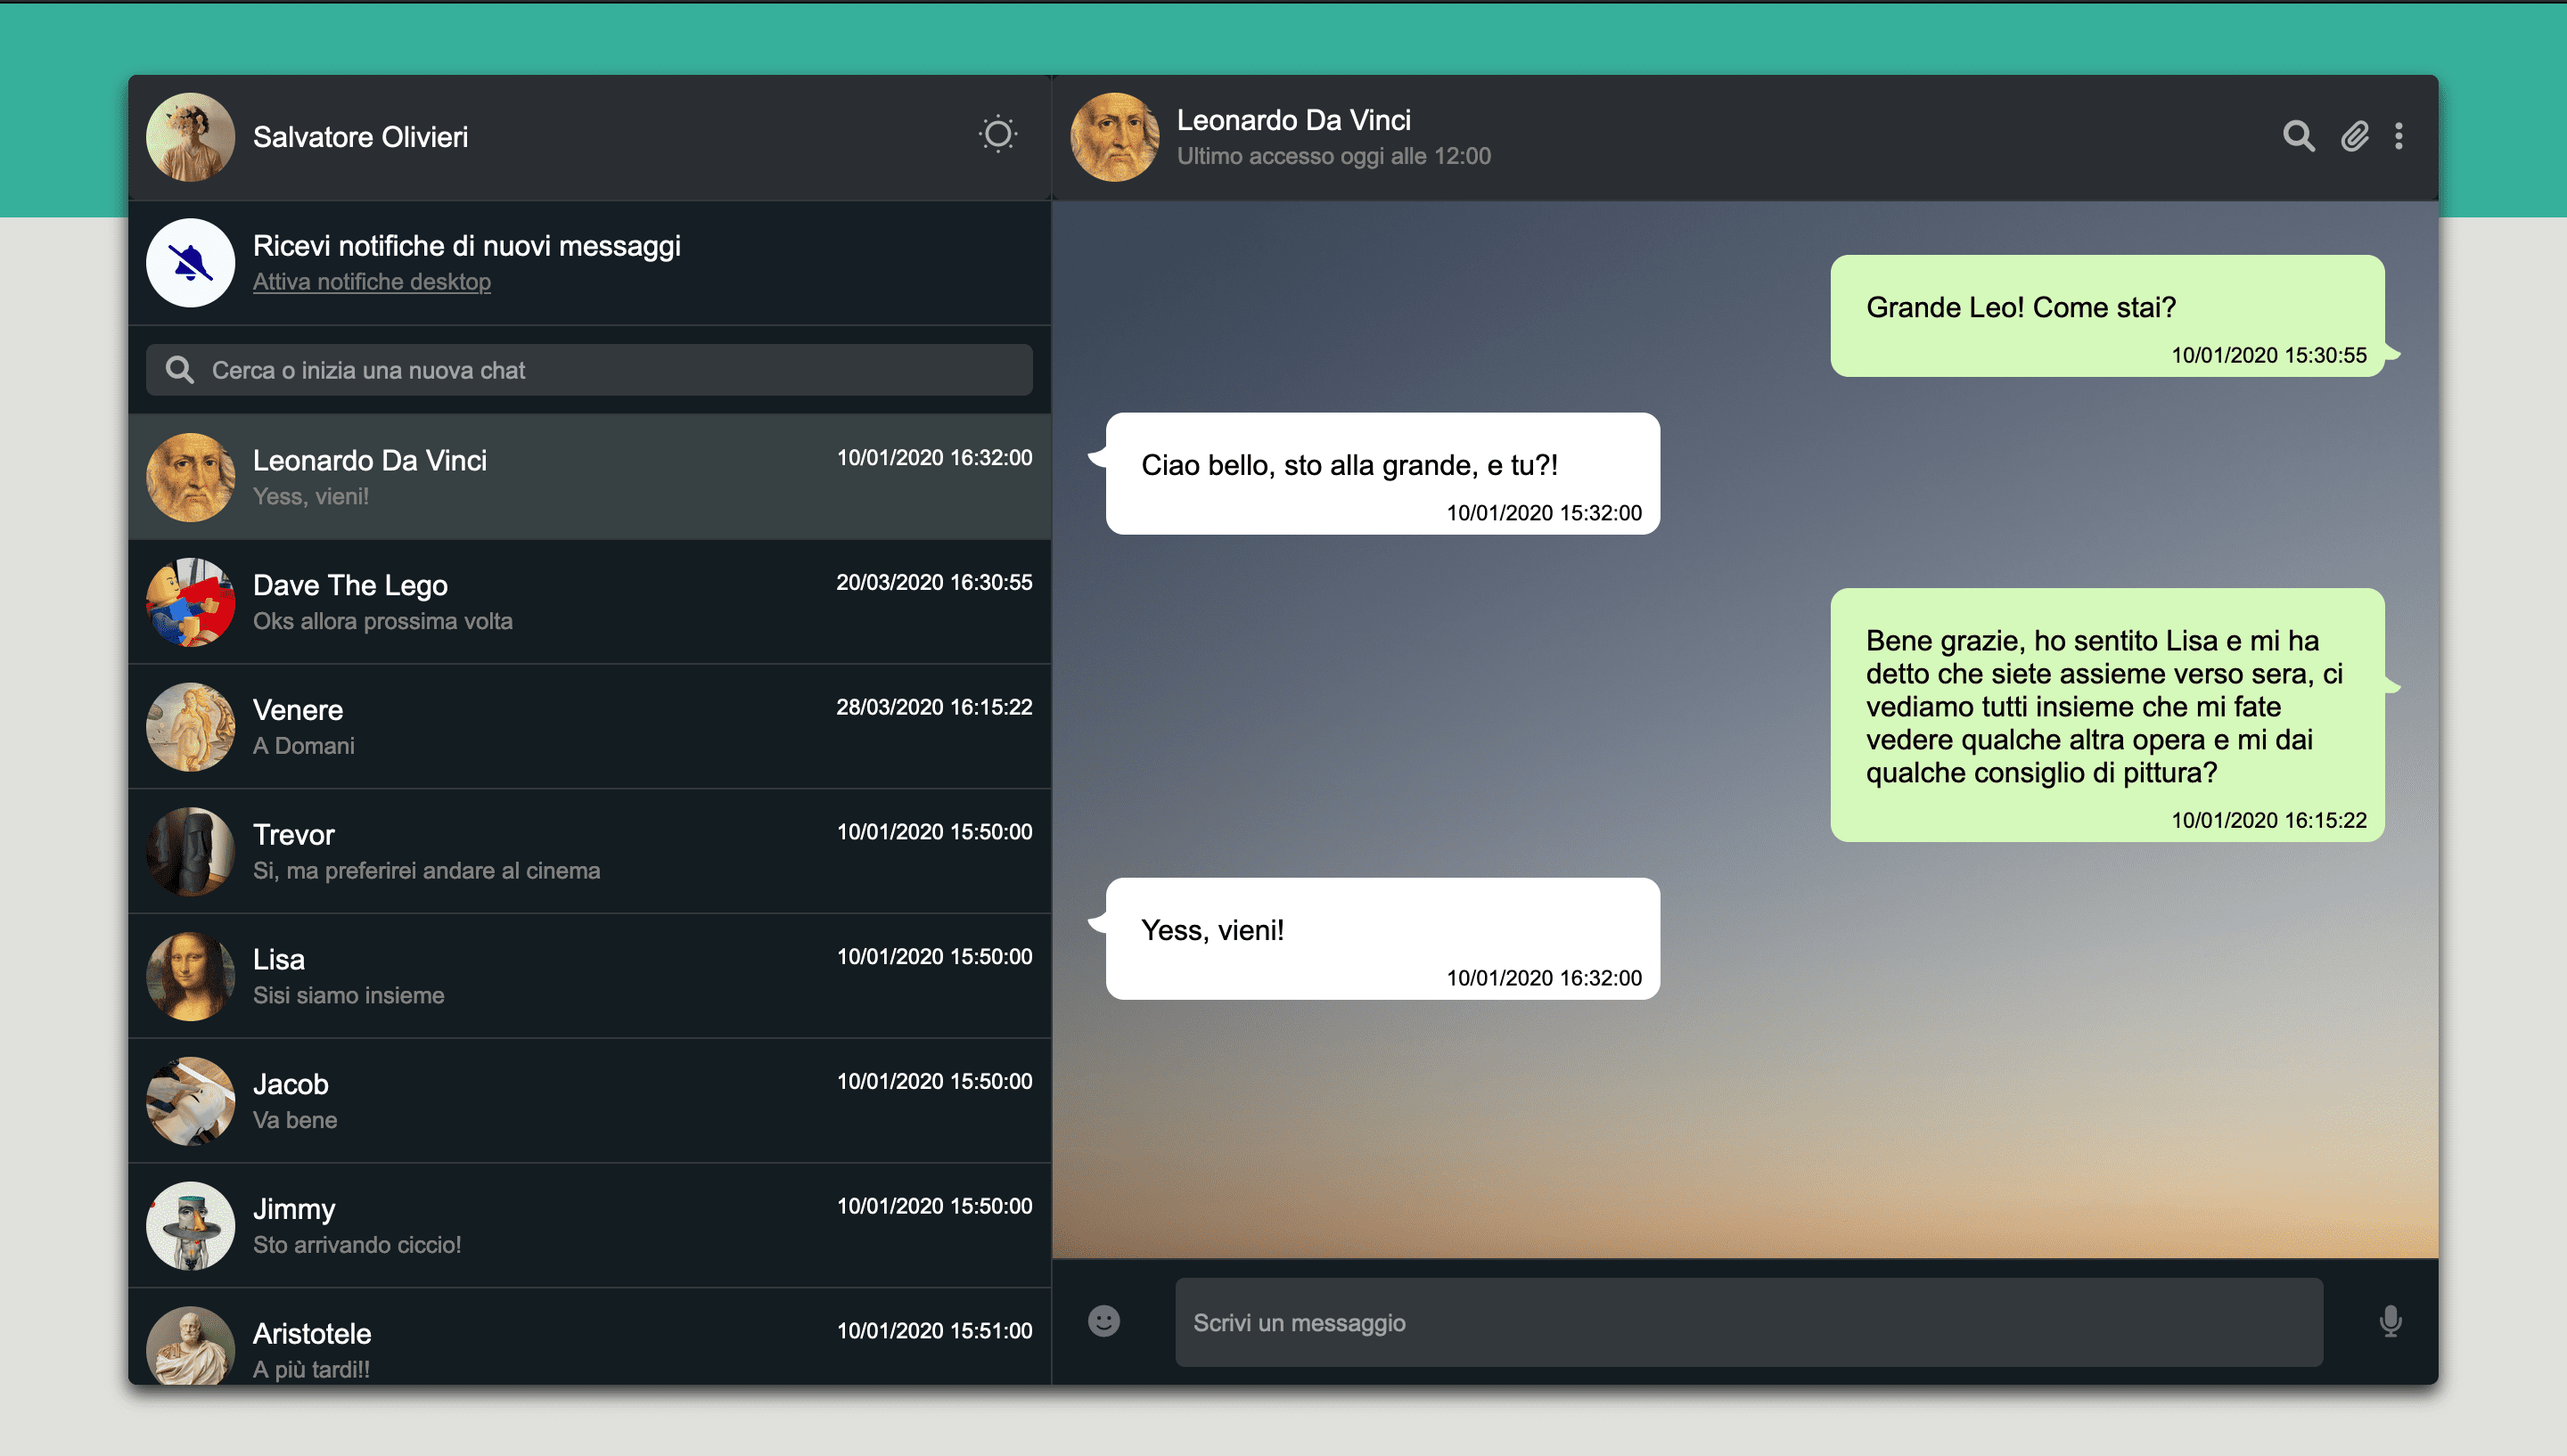 Salvatore Olivieri
Ricevi notifiche di nuovi messaggi
Attiva notifiche desktop
Cerca o inizia una nuova chat
Leonardo Da Vinci
10/01/2020 16:32:00
Yess, vieni!
Dave The Lego
20/03/2020 16:30:55
Oks allora prossima volta
Venere
28/03/2020 16:15:22
A Domani
Trevor
10/01/2020 15:50:00
Si, ma preferirei andare al cinema
Lisa
10/01/2020 15:50:00
Sisi siamo insieme
Jacob
10/01/2020 15:50:00
Va bene
Jimmy
10/01/2020 15:50:00
Sto arrivando ciccio!
Aristotele
10/01/2020 15:51:00
A più tardi!!
Leonardo Da Vinci
Ultimo accesso oggi alle 12:00
Grande Leo! Come stai?
10/01/2020 15:30:55
Ciao bello, sto alla grande, e tu?!
10/01/2020 15:32:00
Bene grazie, ho sentito Lisa e mi ha
detto che siete assieme verso sera, ci
vediamo tutti insieme che mi fate
vedere qualche altra opera e mi dai
qualche consiglio di pittura?
10/01/2020 16:15:22
Yess, vieni!
10/01/2020 16:32:00
Scrivi un messaggio